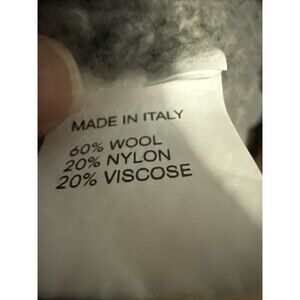 MADE IN ITALY
60% WOOL
20% NYLON
20% VISCOSE